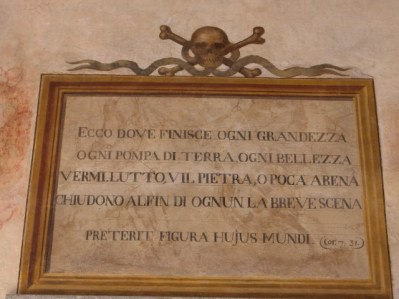 ECCO DOVE FINISCE OGNI GRANDEZZA
OGNI POMPA DI TERRA, OGNI BELLEZZA
VERMI, LUTTO, VIL PIETRA, O POCA ARENA
CHIUDONO ALFIN DI OGNUN LA BREVE SCENA
PRETERIT FIGURA HUJUS MUNDI.